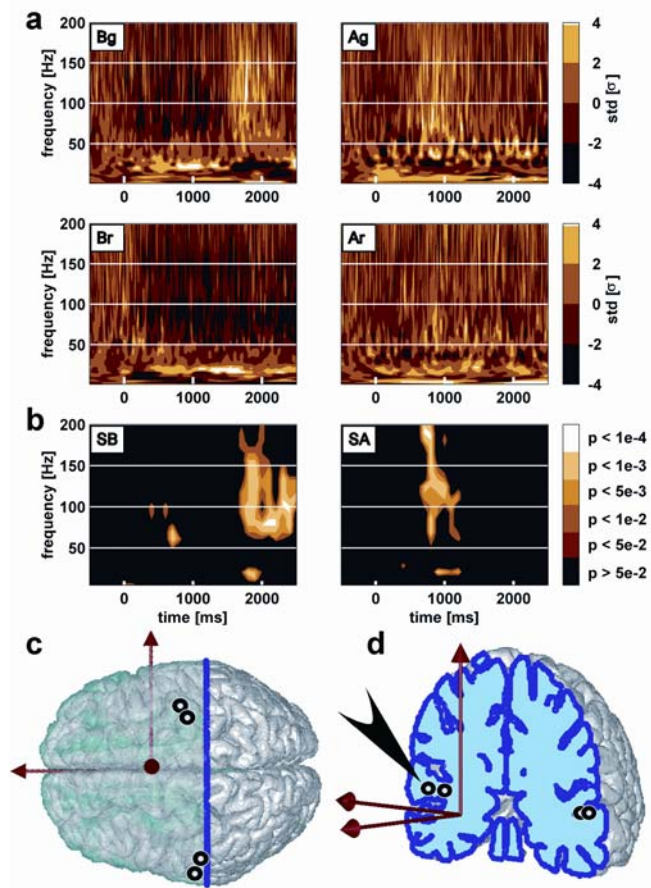 a
Bg
Ag
frequency [Hz]
200
150
100
50
0
1000
2000
0
1000
2000
4
2
0
-2
-4
std [σ]
Br
Ar
frequency [Hz]
200
150
100
50
0
1000
2000
0
1000
2000
4
2
0
-2
-4
std [σ]
b
SB
SA
frequency [Hz]
200
150
100
50
0
1000
2000
0
1000
2000
time [ms]
time [ms]
p < 1e-4
p < 1e-3
p < 5e-3
p < 1e-2
p < 5e-2
p > 5e-2
c
d